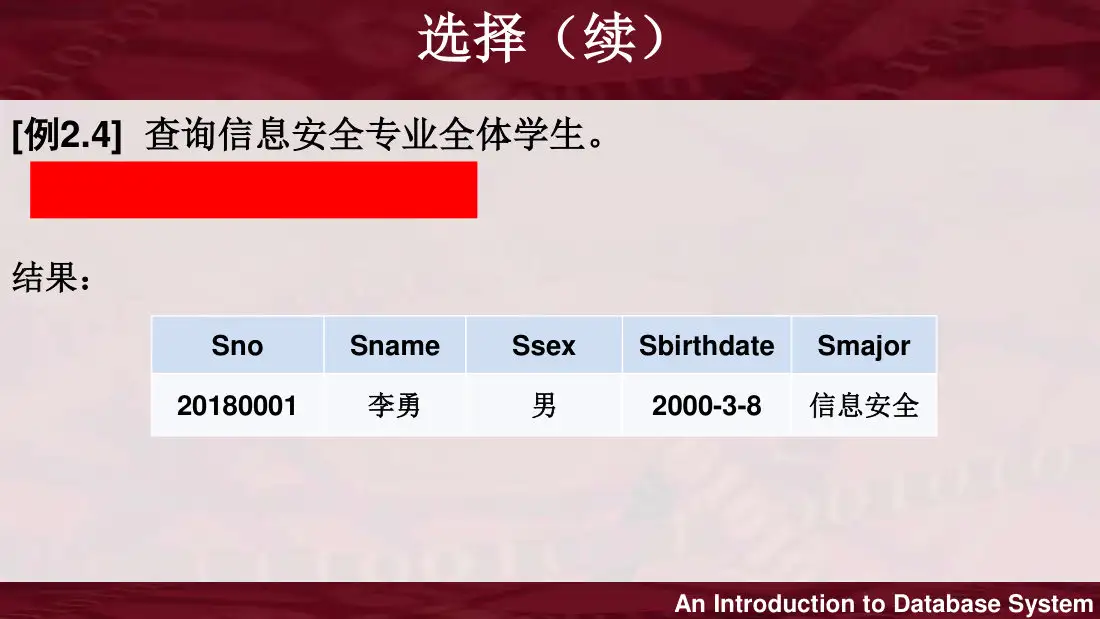 选择（续）
[例2.4] 查询信息安全专业全体学生。
结果：
Sno Sname Ssex Sbirthdate Smajor
20180001 李勇 男 2000-3-8 信息安全
An Introduction to Database System